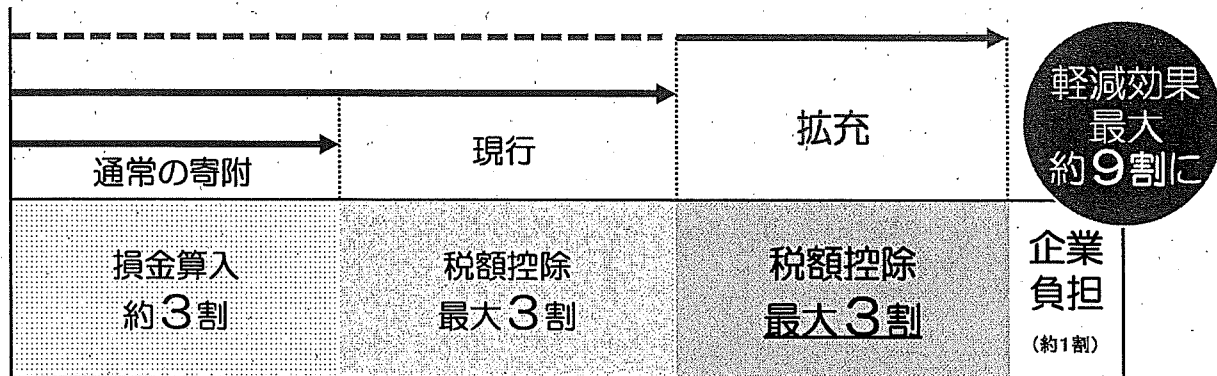 軽減効果
最大
約9割に
拡充
現行
通常の寄附
損金算入
約3割
税額控除
最大3割
税額控除
最大3割
企業
負担
(約1割)